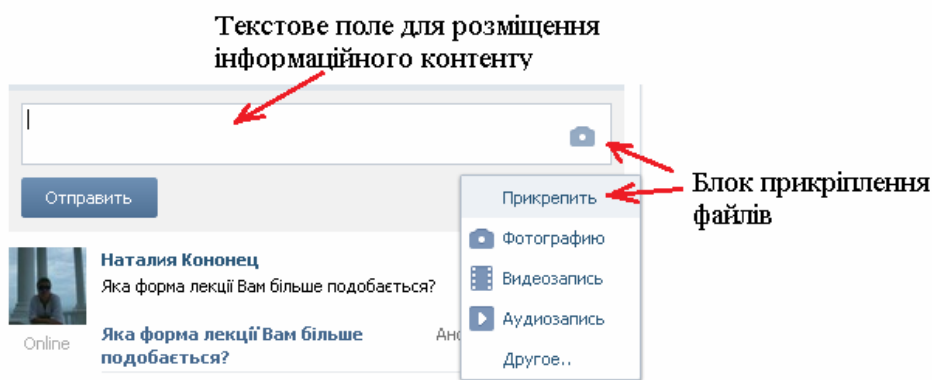 Текстове поле для розміщення
інформаційного контенту
Отправить
Прикрепить
Блок прикріплення
файлів
Фотографию
Видеозапись
Аудиозапись
Другое..
Наталия Кононец
Яка форма лекції Вам більше подобається?
Online
Яка форма лекції Вам більше
подобається?